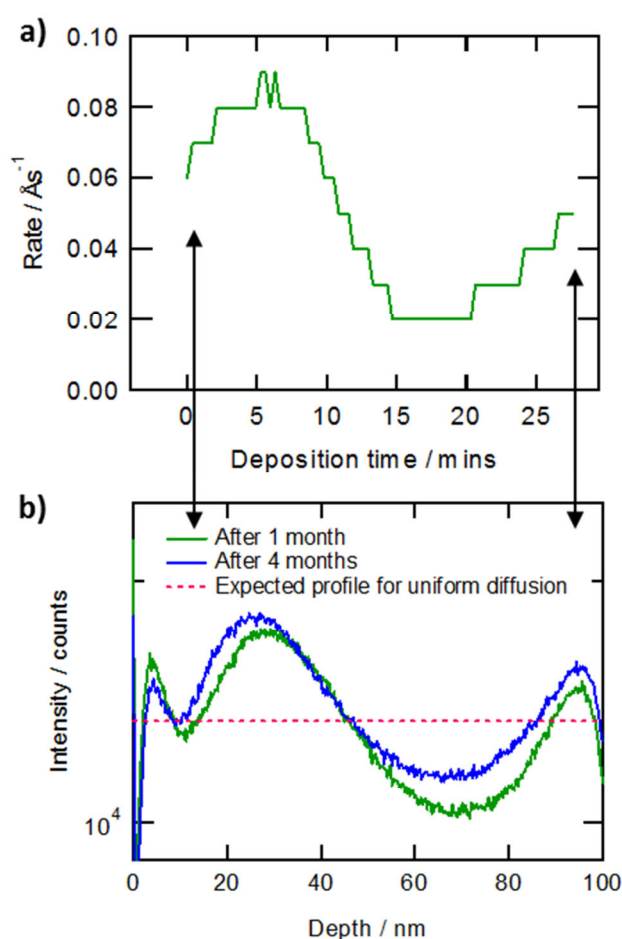 a)
0.10
0.08
0.06
0.04
0.02
0.00
Rate / Ås⁻¹
0 5 10 15 20 25
Deposition time / mins
b)
After 1 month
After 4 months
Expected profile for uniform diffusion
Intensity / counts
10⁴
0 20 40 60 80 100
Depth / nm